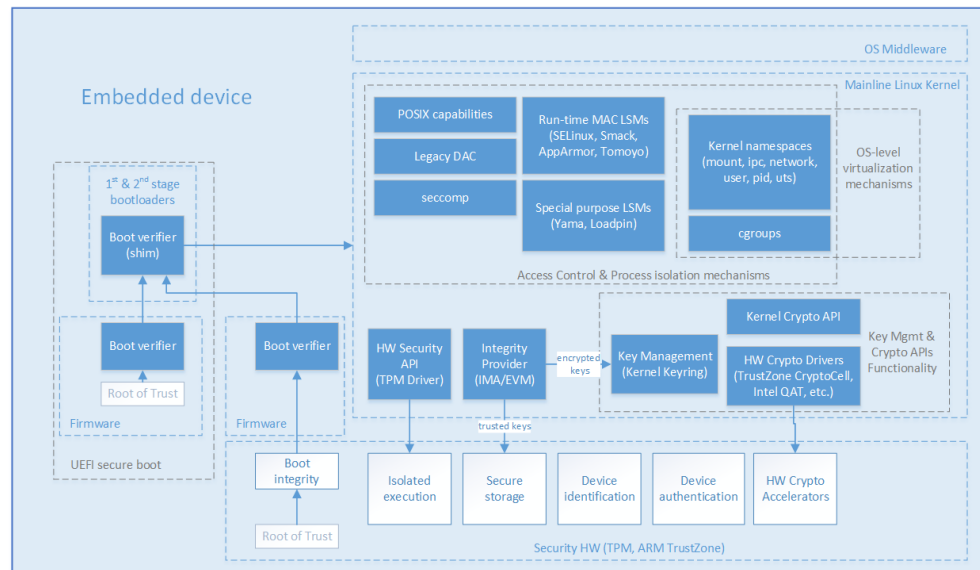 OS Middleware
Mainline Linux Kernel
Embedded device
POSIX capabilities
Legacy DAC
seccomp
Run-time MAC LSMs
(SELinux, Smack,
AppArmor, Tomoyo)
Special purpose LSMs
(Yama, Loadpin)
Kernel namespaces
(mount, ipc, network,
user, pid, uts)
cgroups
OS-level
virtualization
mechanisms
Access Control & Process isolation mechanisms
1st & 2nd stage
bootloaders
Boot verifier
(shim)
Boot verifier
Root of Trust
Firmware
UEFI secure boot
Boot verifier
Firmware
HW Security
API
(TPM Driver)
Integrity
Provider
(IMA/EVM)
encrypted
keys
Key Management
(Kernel Keyring)
Kernel Crypto API
HW Crypto Drivers
(TrustZone CryptoCell,
Intel QAT, etc.)
Key Mgmt &
Crypto APIs
Functionality
trusted keys
Boot
integrity
Root of Trust
Isolated
execution
Secure
storage
Device
identification
Device
authentication
HW Crypto
Accelerators
Security HW (TPM, ARM TrustZone)